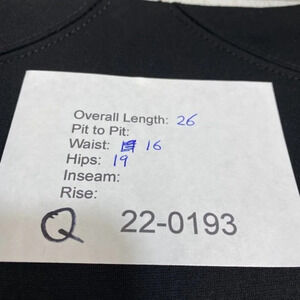 Overall Length: 26
Pit to Pit:
Waist: 16
Hips: 19
Inseam:
Rise:
Q 22-0193